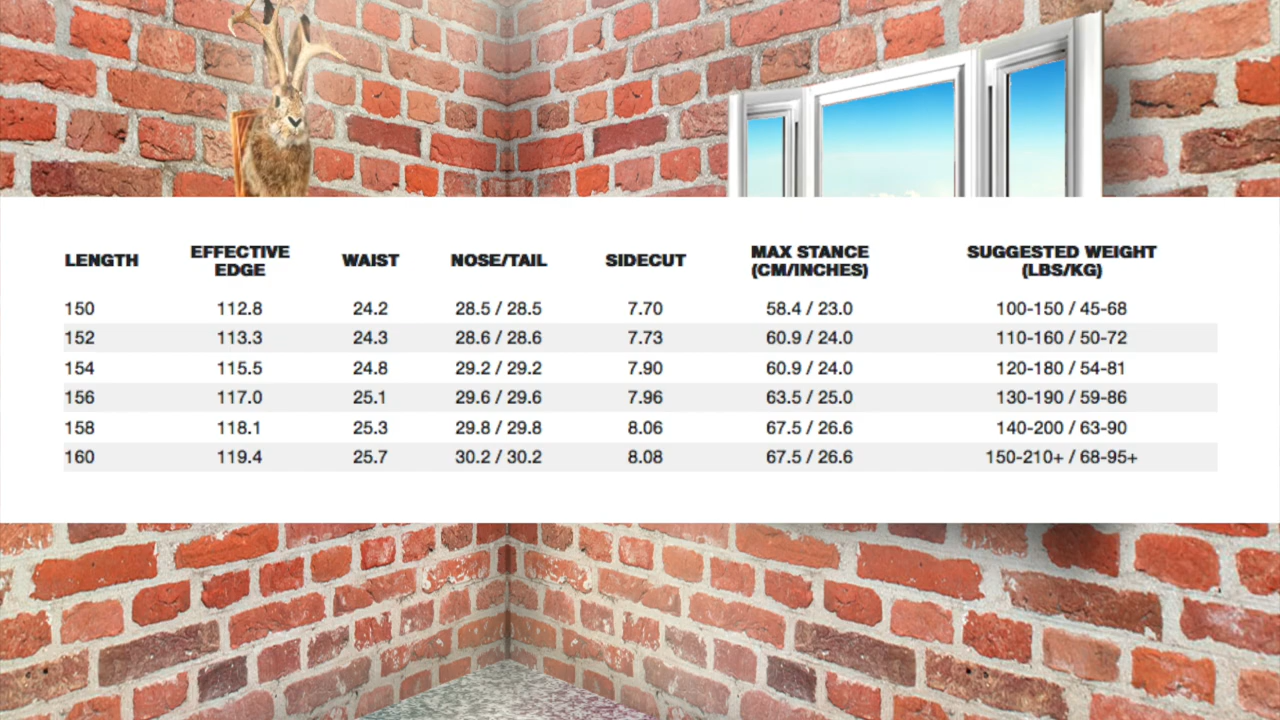 LENGTH EFFECTIVE EDGE WAIST NOSE/TAIL SIDECUT MAX STANCE (CM/INCHES) SUGGESTED WEIGHT (LBS/KG)
150 112.8 24.2 28.5 / 28.5 7.70 58.4 / 23.0 100-150 / 45-68
152 113.3 24.3 28.6 / 28.6 7.73 60.9 / 24.0 110-160 / 50-72
154 115.5 24.8 29.2 / 29.2 7.90 60.9 / 24.0 120-180 / 54-81
156 117.0 25.1 29.6 / 29.6 7.96 63.5 / 25.0 130-190 / 59-86
158 118.1 25.3 29.8 / 29.8 8.06 67.5 / 26.6 140-200 / 63-90
160 119.4 25.7 30.2 / 30.2 8.08 67.5 / 26.6 150-210+ / 68-95+